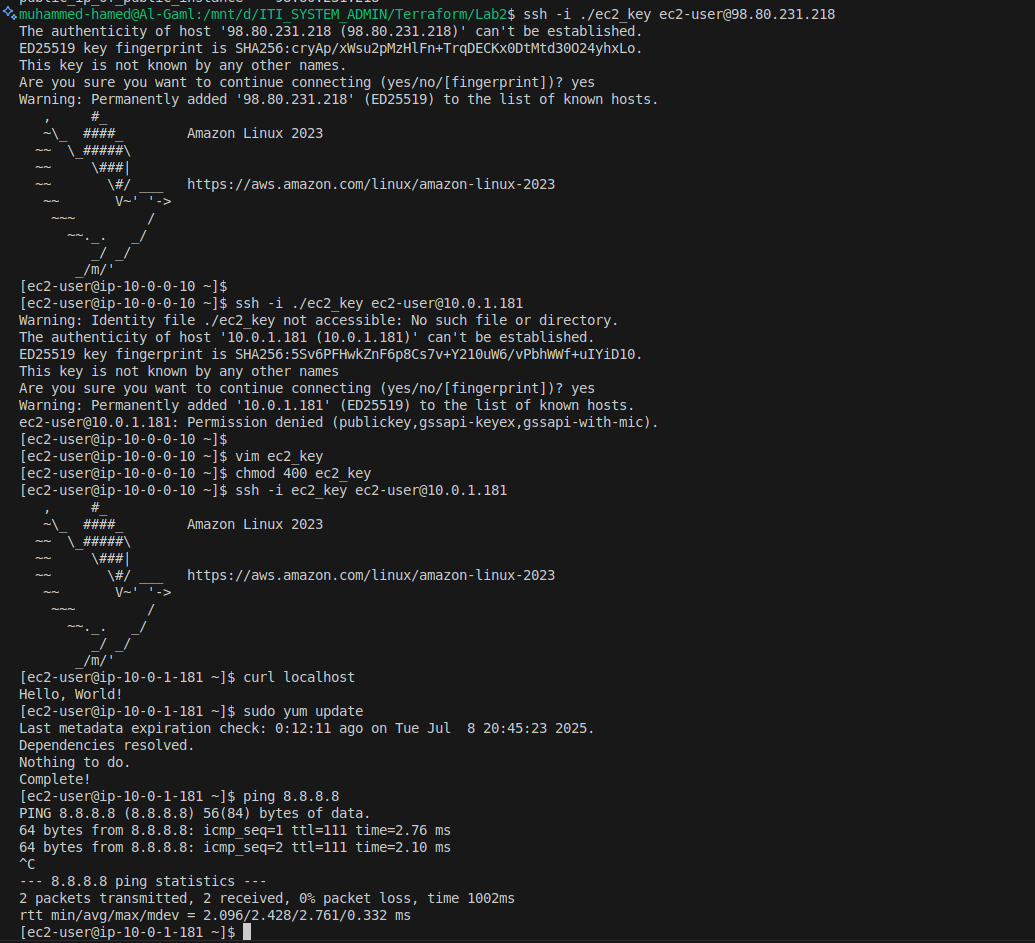 muhammed-hamed@Al-Gaml:/mnt/d/ITI_SYSTEM_ADMIN/Terraform/Lab2$ ssh -i ./ec2_key ec2-user@98.80.231.218
The authenticity of host '98.80.231.218 (98.80.231.218)' can't be established.
ED25519 key fingerprint is SHA256:cryAp/xWsu2pMzHlFn+TrqDECKx0DtMtd30O24yhxLo.
This key is not known by any other names.
Are you sure you want to continue connecting (yes/no/[fingerprint])? yes
Warning: Permanently added '98.80.231.218' (ED25519) to the list of known hosts.
   ,     #_
   ~\_  ####_        Amazon Linux 2023
  ~~  \_#####\
  ~~     \###|
  ~~       \#/ ___   https://aws.amazon.com/linux/amazon-linux-2023
   ~~       V~' '->
    ~~~         /
      ~~._.   _/
         _/ _/
       _/m/'
[ec2-user@ip-10-0-0-10 ~]$
[ec2-user@ip-10-0-0-10 ~]$ ssh -i ./ec2_key ec2-user@10.0.1.181
Warning: Identity file ./ec2_key not accessible: No such file or directory.
The authenticity of host '10.0.1.181 (10.0.1.181)' can't be established.
ED25519 key fingerprint is SHA256:5Sv6PFHwkZnF6p8Cs7v+Y210uW6/vPbhWWf+uIYiD10.
This key is not known by any other names
Are you sure you want to continue connecting (yes/no/[fingerprint])? yes
Warning: Permanently added '10.0.1.181' (ED25519) to the list of known hosts.
ec2-user@10.0.1.181: Permission denied (publickey,gssapi-keyex,gssapi-with-mic).
[ec2-user@ip-10-0-0-10 ~]$
[ec2-user@ip-10-0-0-10 ~]$ vim ec2_key
[ec2-user@ip-10-0-0-10 ~]$ chmod 400 ec2_key
[ec2-user@ip-10-0-0-10 ~]$ ssh -i ec2_key ec2-user@10.0.1.181
   ,     #_
   ~\_  ####_        Amazon Linux 2023
  ~~  \_#####\
  ~~     \###|
  ~~       \#/ ___   https://aws.amazon.com/linux/amazon-linux-2023
   ~~       V~' '->
    ~~~         /
      ~~._.   _/
         _/ _/
       _/m/'
[ec2-user@ip-10-0-1-181 ~]$ curl localhost
Hello, World!
[ec2-user@ip-10-0-1-181 ~]$ sudo yum update
Last metadata expiration check: 0:12:11 ago on Tue Jul  8 20:45:23 2025.
Dependencies resolved.
Nothing to do.
Complete!
[ec2-user@ip-10-0-1-181 ~]$ ping 8.8.8.8
PING 8.8.8.8 (8.8.8.8) 56(84) bytes of data.
64 bytes from 8.8.8.8: icmp_seq=1 ttl=111 time=2.76 ms
64 bytes from 8.8.8.8: icmp_seq=2 ttl=111 time=2.10 ms
^C
--- 8.8.8.8 ping statistics ---
2 packets transmitted, 2 received, 0% packet loss, time 1002ms
rtt min/avg/max/mdev = 2.096/2.428/2.761/0.332 ms
[ec2-user@ip-10-0-1-181 ~]$